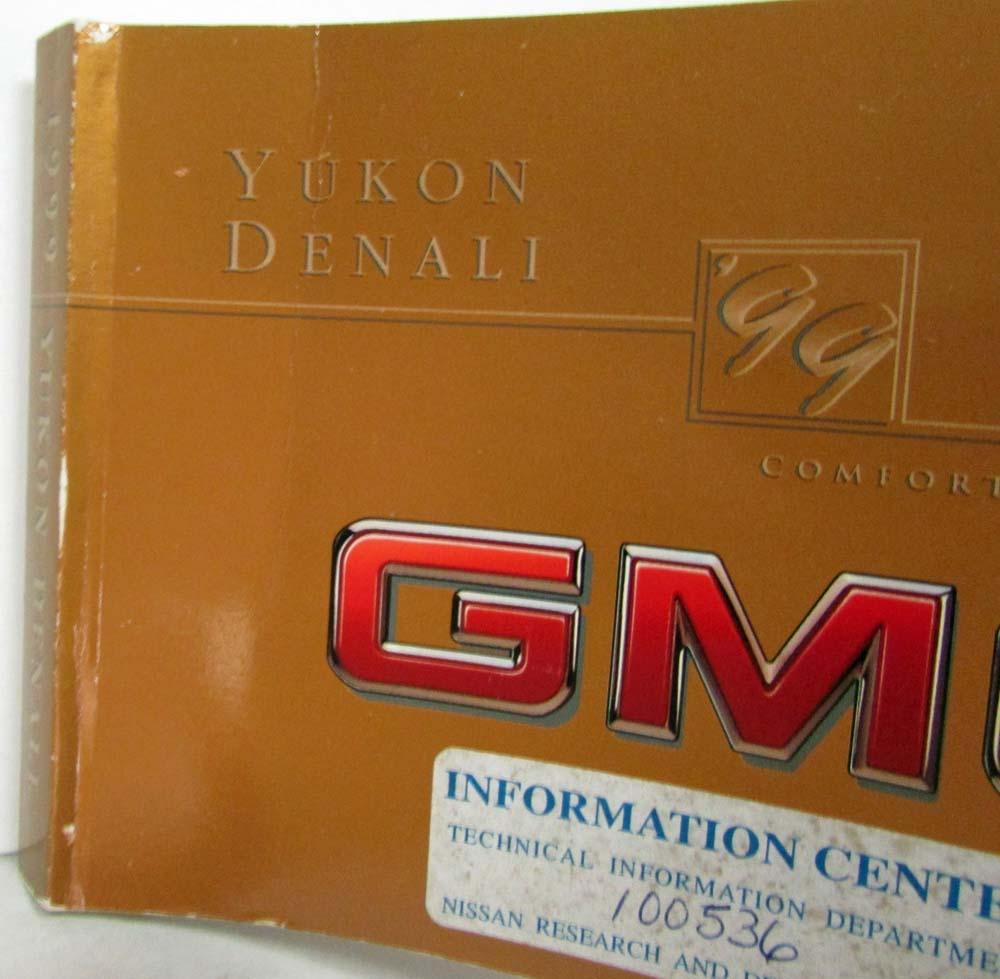 1999 YUKON DENALI
YUKON
DENALI
'99
COMFORT
GM
INFORMATION CENTE
TECHNICAL INFORMATION DEPARTME
100536
NISSAN RESEARCH AND